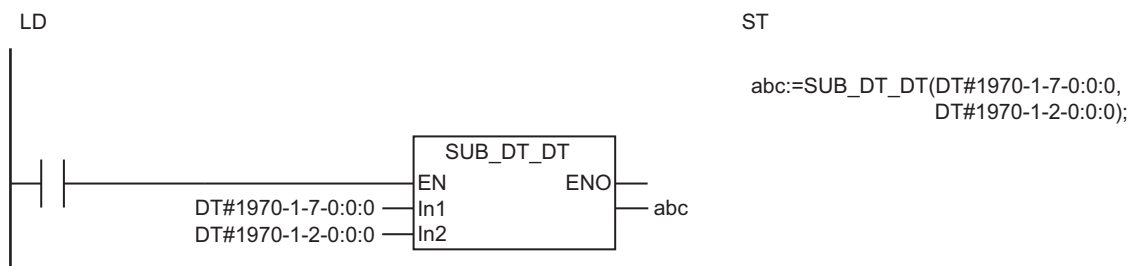 LD
ST
abc:=SUB_DT_DT(DT#1970-1-7-0:0:0,
DT#1970-1-2-0:0:0);
SUB_DT_DT
EN ENO
DT#1970-1-7-0:0:0 In1 abc
DT#1970-1-2-0:0:0 In2